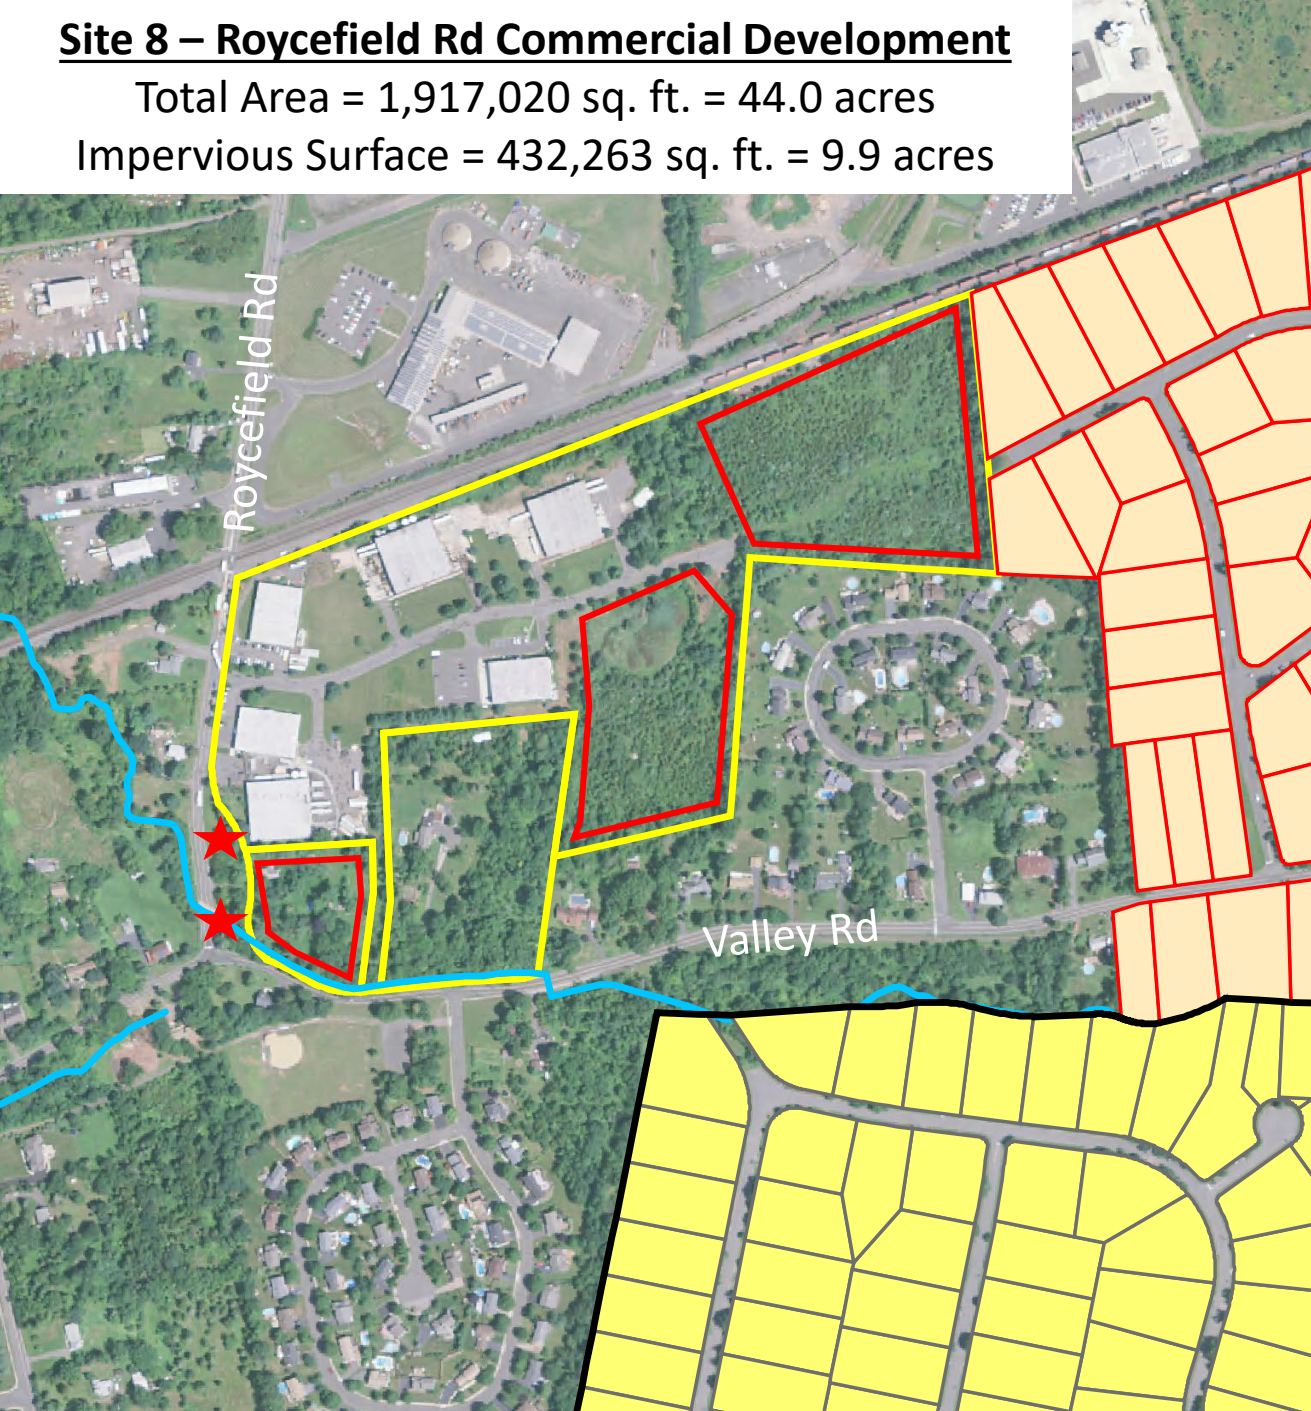 Site 8 – Roycefield Rd Commercial Development
Total Area = 1,917,020 sq. ft. = 44.0 acres
Impervious Surface = 432,263 sq. ft. = 9.9 acres
Roycefield Rd
Valley Rd